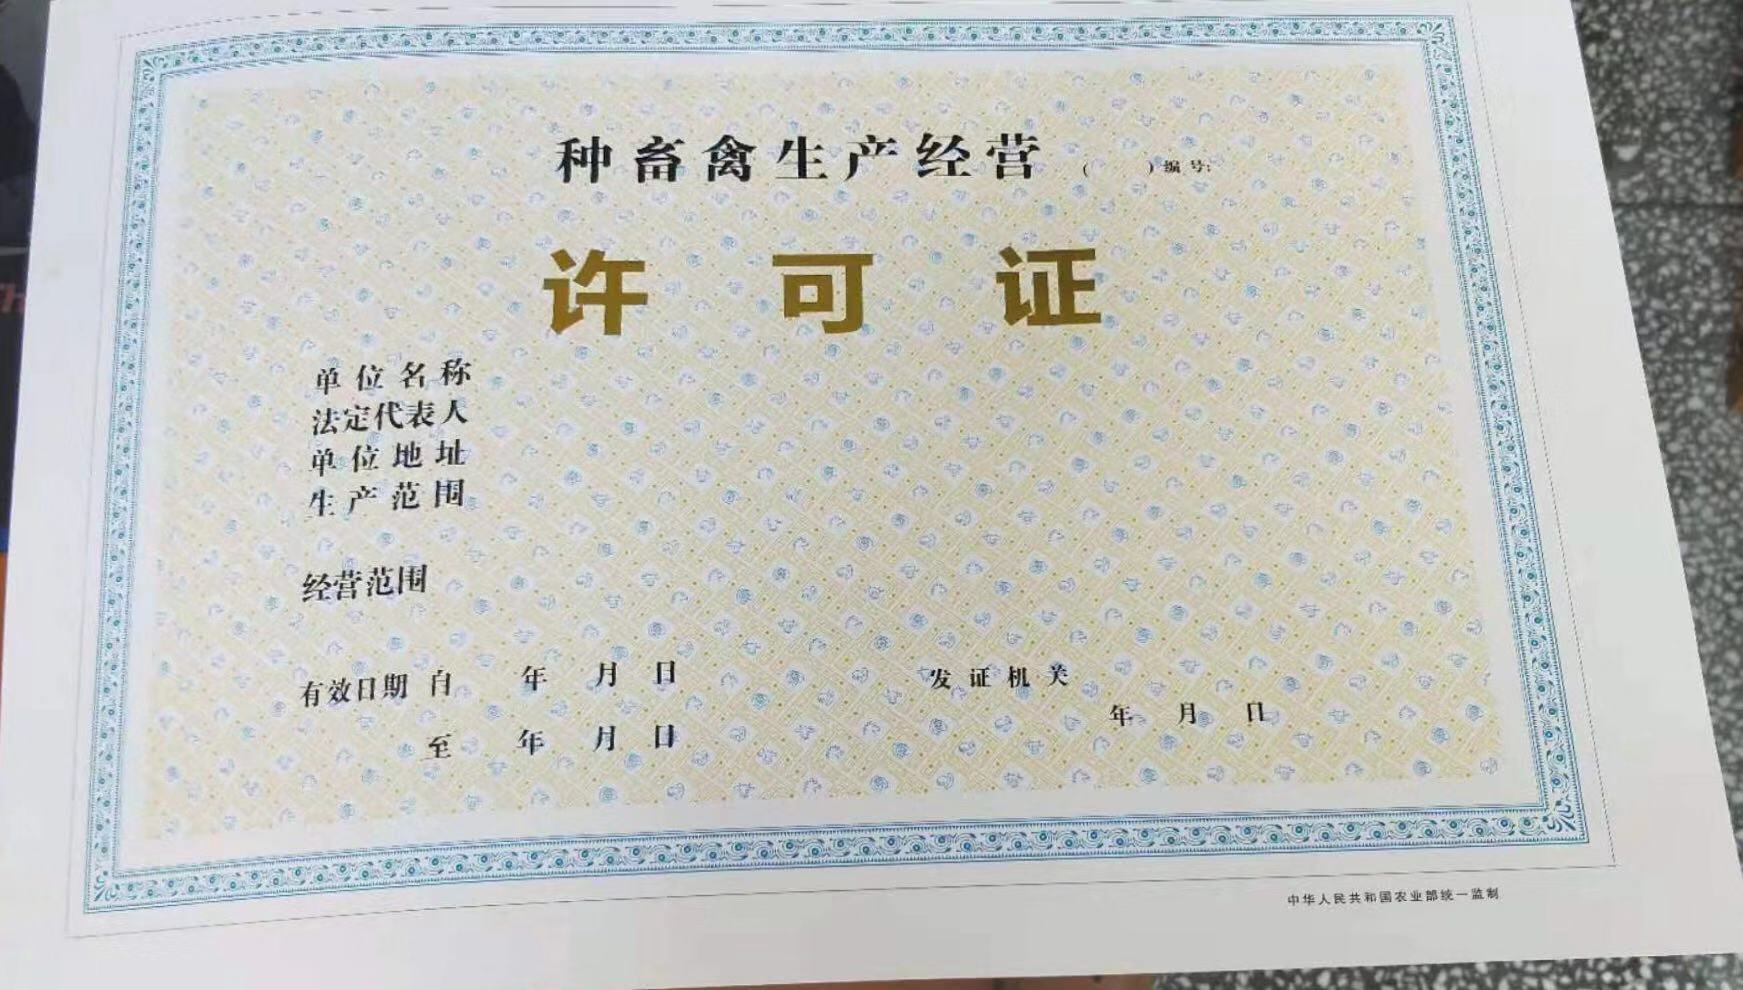 种畜禽生产经营 （ ）编号:
许可证
单位名称
法定代表人
单位地址
生产范围
经营范围
有效日期 自 年 月 日
至 年 月 日
发证机关
年 月 日
中华人民共和国农业部统一监制